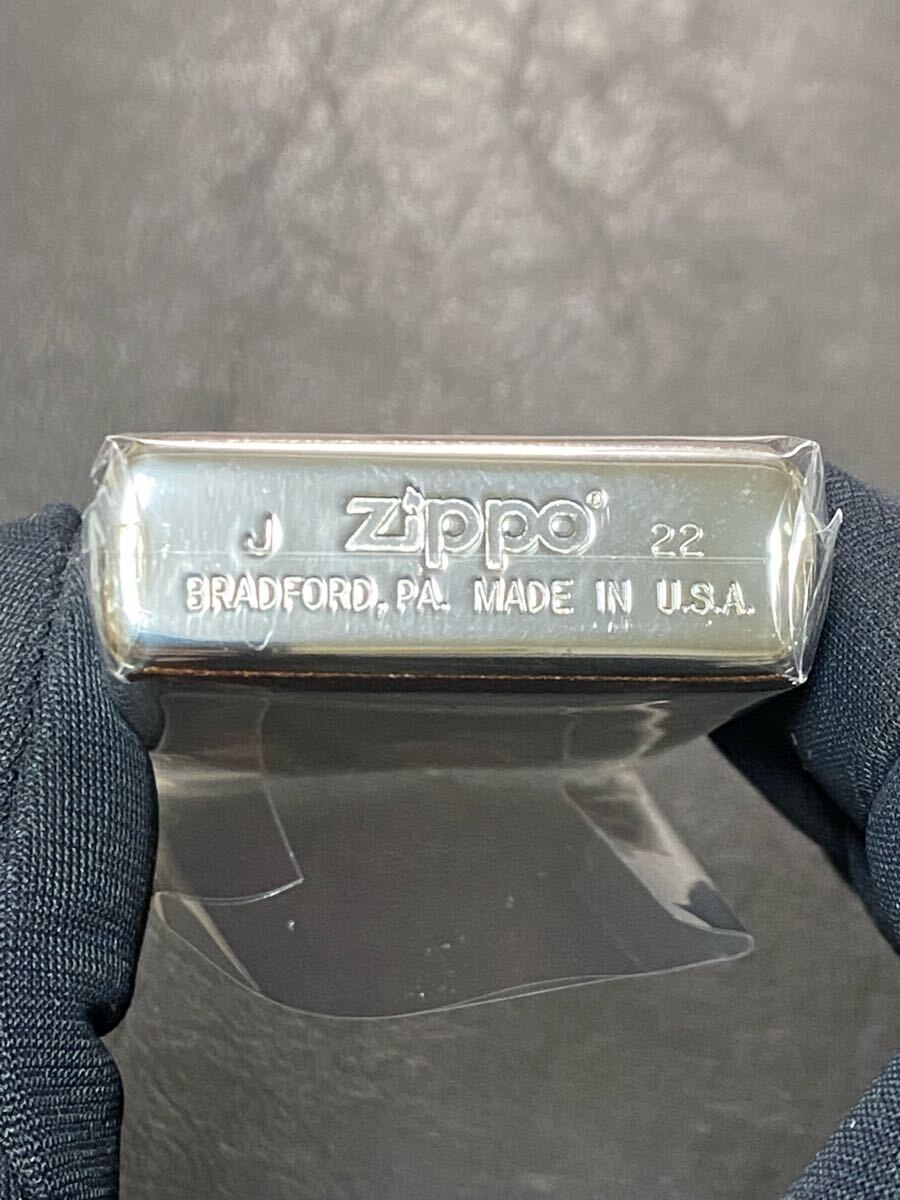 J Zippo® 22
BRADFORD, PA. MADE IN U.S.A.